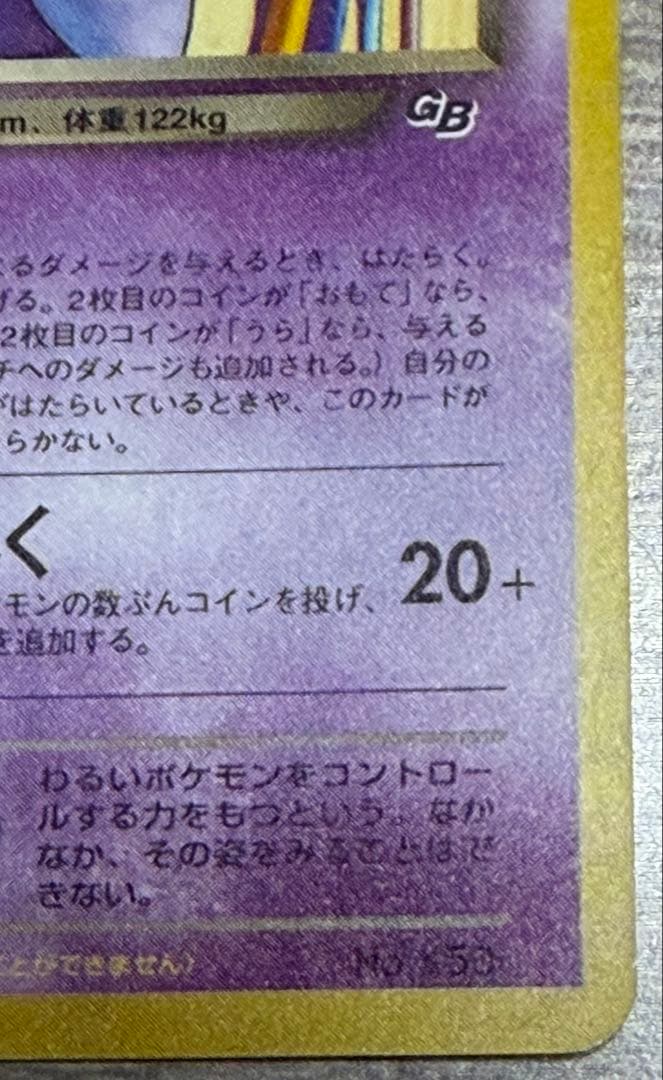 m、体重122kg
GB
るダメージを与えるとき、はたらく。
げる。2枚目のコインが「おもて」なら、
2枚目のコインが「うら」なら、与える
チへのダメージも追加される。）自分の
がはたらいているときや、このカードが
らかない。
く
20+
モンの数ぶんコインを投げ、
を追加する。
わるいポケモンをコントロー
ルする力をもつという。なか
なか、その姿をみることはで
きない。
ことができません）